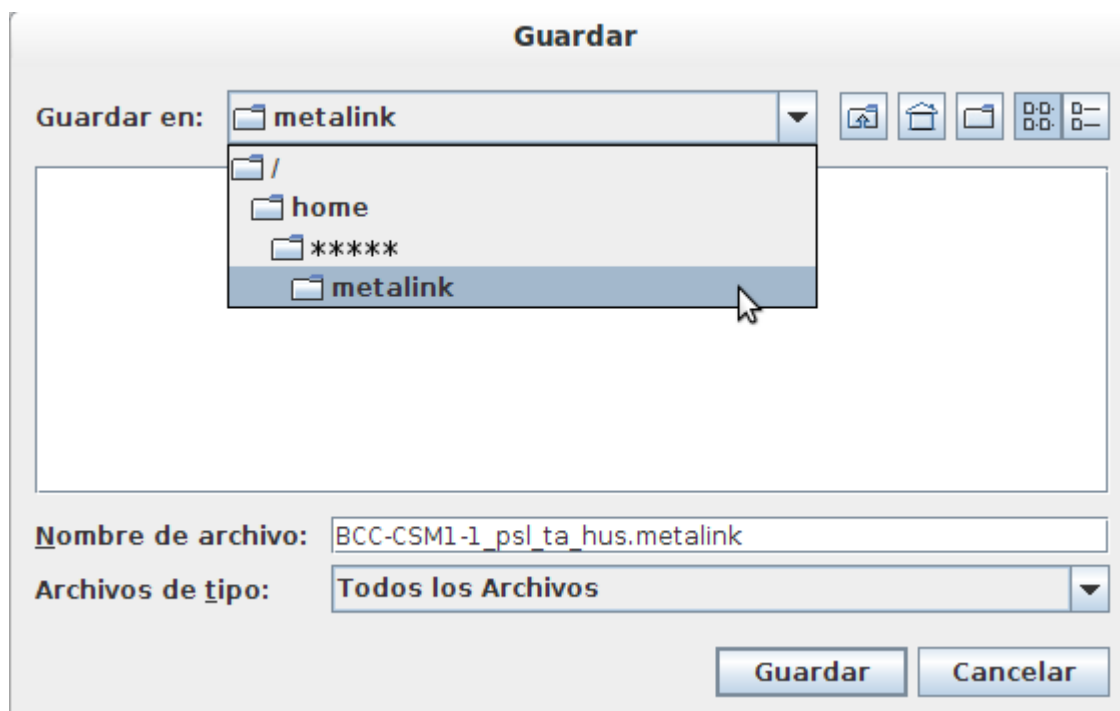 Guardar
Guardar en: metalink
/
home
*****
metalink
Nombre de archivo: BCC-CSM1-1_psl_ta_hus.metalink
Archivos de tipo: Todos los Archivos
Guardar Cancelar